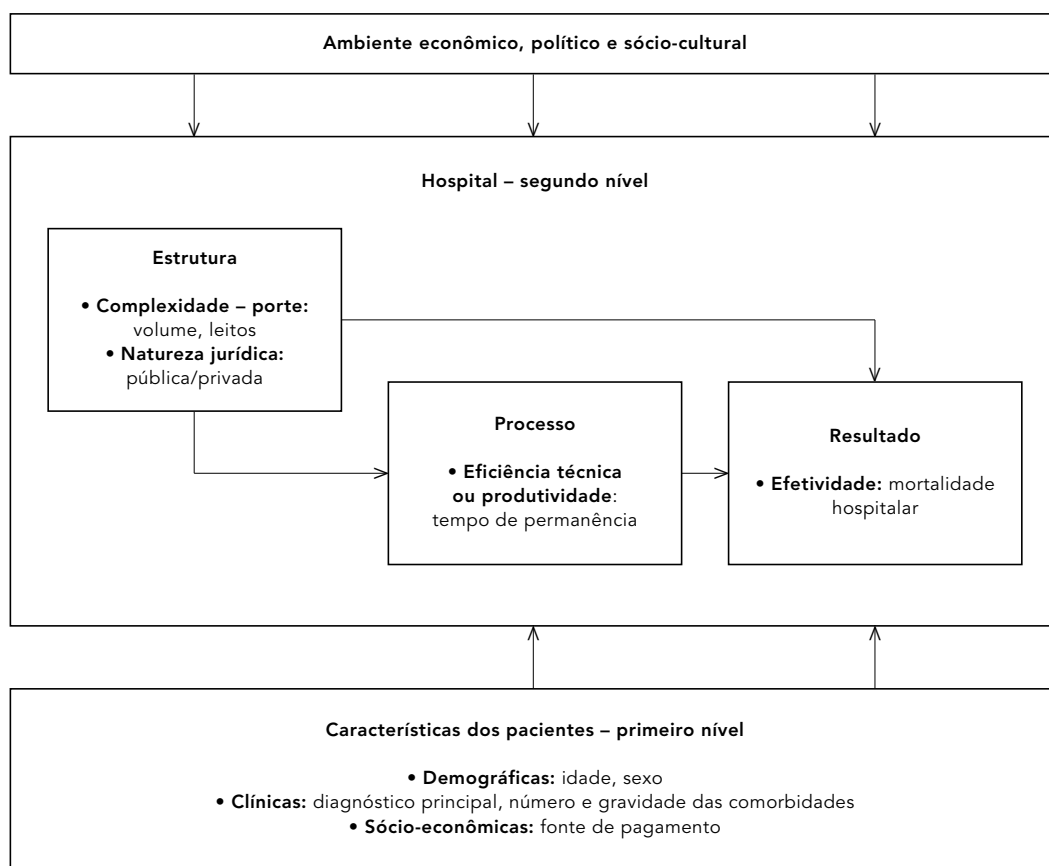 Ambiente econômico, político e sócio-cultural
Hospital – segundo nível
Estrutura
• Complexidade – porte:
volume, leitos
• Natureza jurídica:
pública/privada
Processo
• Eficiência técnica
ou produtividade:
tempo de permanência
Resultado
• Efetividade: mortalidade
hospitalar
Características dos pacientes – primeiro nível
• Demográficas: idade, sexo
• Clínicas: diagnóstico principal, número e gravidade das comorbidades
• Sócio-econômicas: fonte de pagamento